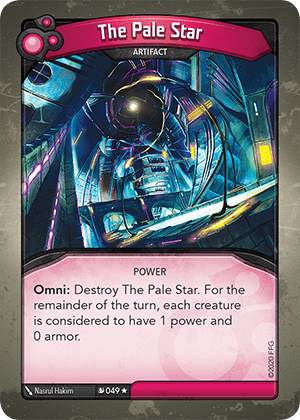 The Pale Star
ARTIFACT
POWER
Omni: Destroy The Pale Star. For the
remainder of the turn, each creature
is considered to have 1 power and
0 armor.
Nasrul Hakim
049 ★
©2020 FFG